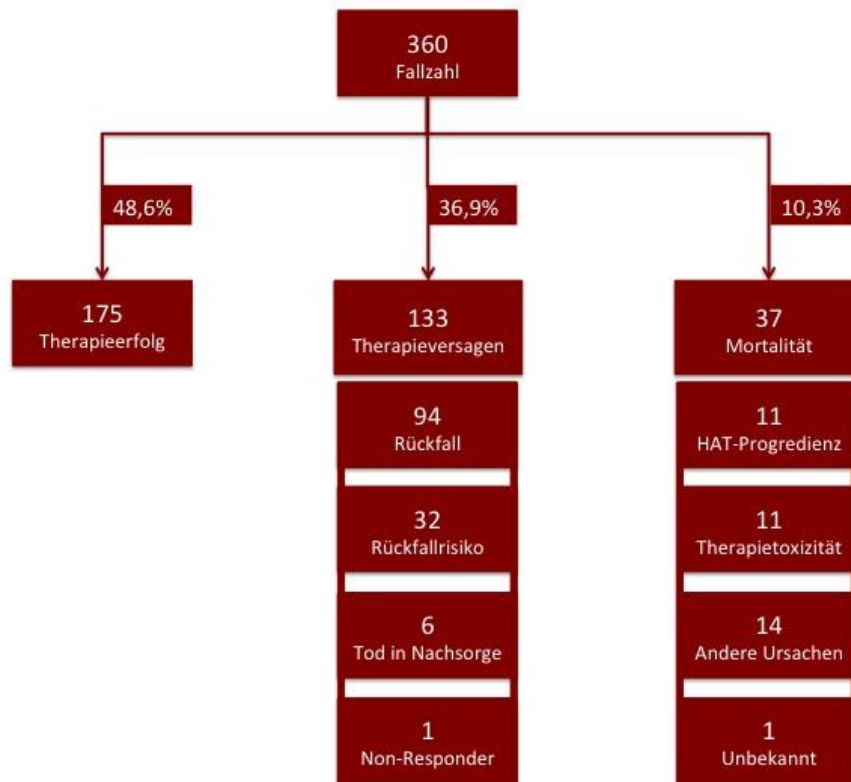 360
Fallzahl
48,6%
36,9%
10,3%
175
Therapieerfolg
133
Therapieversagen
37
Mortalität
94
Rückfall
11
HAT-Progredienz
32
Rückfallrisiko
11
Therapietoxizität
6
Tod in Nachsorge
14
Andere Ursachen
1
Non-Responder
1
Unbekannt